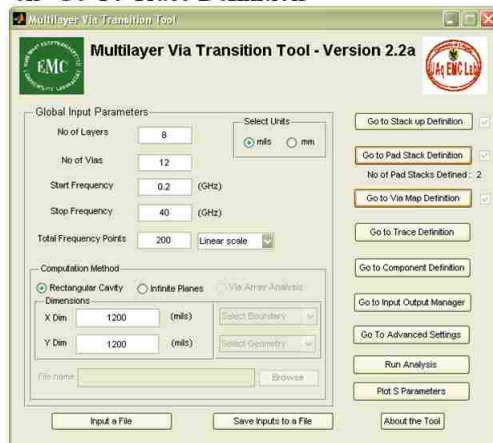 Multilayer Via Transition Tool
EMC
Multilayer Via Transition Tool - Version 2.2a
UAq EMC Lab
Global Input Parameters
Select Units
No of Layers 8
mils mm
No of Vias 12
Start Frequency 0.2 (GHz)
Stop Frequency 40 (GHz)
Total Frequency Points 200 Linear scale
Computation Method
Rectangular Cavity Infinite Planes Via Array Analysis
Dimensions
X Dim 1200 (mils) Select Boundary
Y Dim 1200 (mils) Select Geometry
File name Browse
Input a File Save Inputs to a File
Go to Stack up Definition
Go to Pad Stack Definition
No of Pad Stacks Defined : 2
Go to Via Map Definition
Go to Trace Definition
Go to Component Definition
Go to Input Output Manager
Go To Advanced Settings
Run Analysis
Plot S Parameters
About the Tool